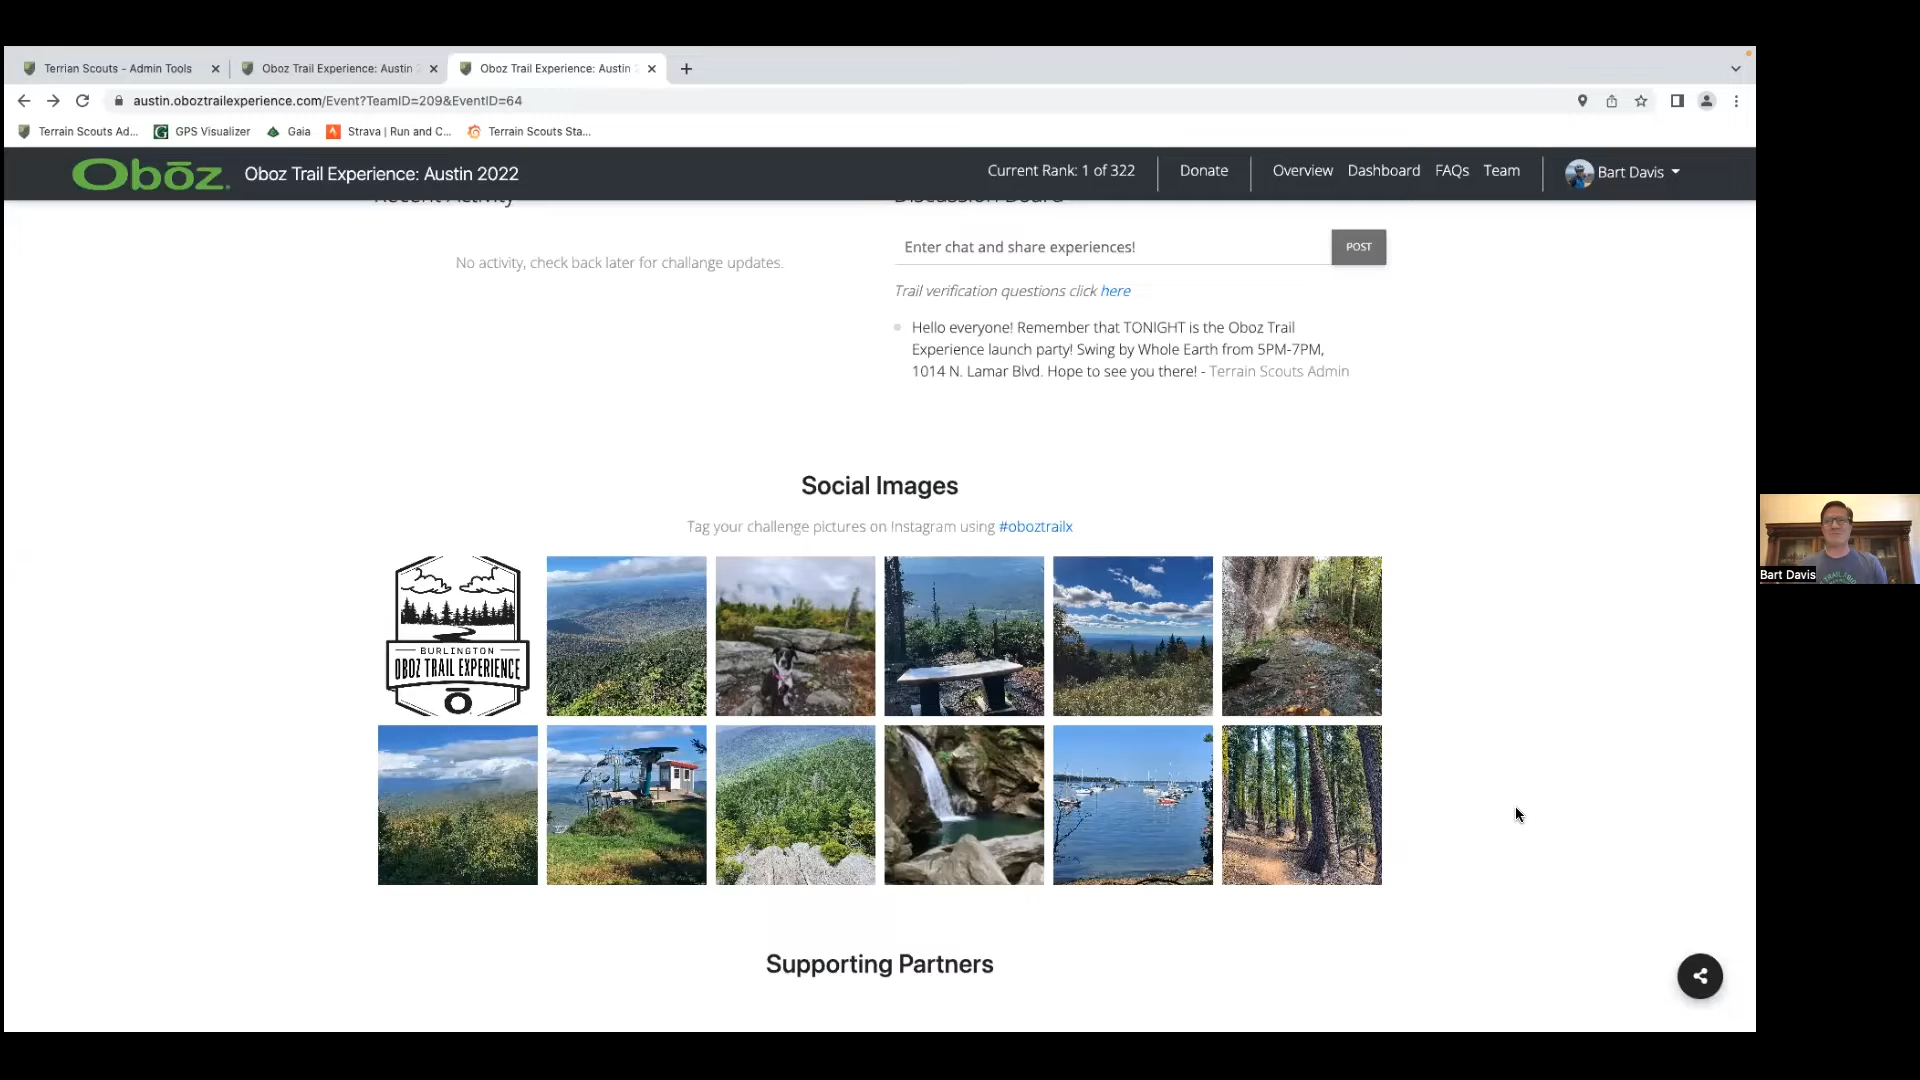 Terrian Scouts - Admin Tools
Oboz Trail Experience: Austin 2
Oboz Trail Experience: Austin 2
austin.oboztrailexperience.com/Event?TeamID=209&EventID=64
Terrain Scouts Ad...
GPS Visualizer
Gaia
Strava | Run and C...
Terrain Scouts Sta...
Obōz.
Oboz Trail Experience: Austin 2022
Current Rank: 1 of 322
Donate
Overview
Dashboard
FAQs
Team
Bart Davis
Recent Activity
Discussion Board
No activity, check back later for challange updates.
Enter chat and share experiences!
POST
Trail verification questions click here
Hello everyone! Remember that TONIGHT is the Oboz Trail
Experience launch party! Swing by Whole Earth from 5PM-7PM,
1014 N. Lamar Blvd. Hope to see you there! - Terrain Scouts Admin
Social Images
Tag your challenge pictures on Instagram using #oboztrailx
BURLINGTON
OBOZ TRAIL EXPERIENCE
Supporting Partners
Bart Davis